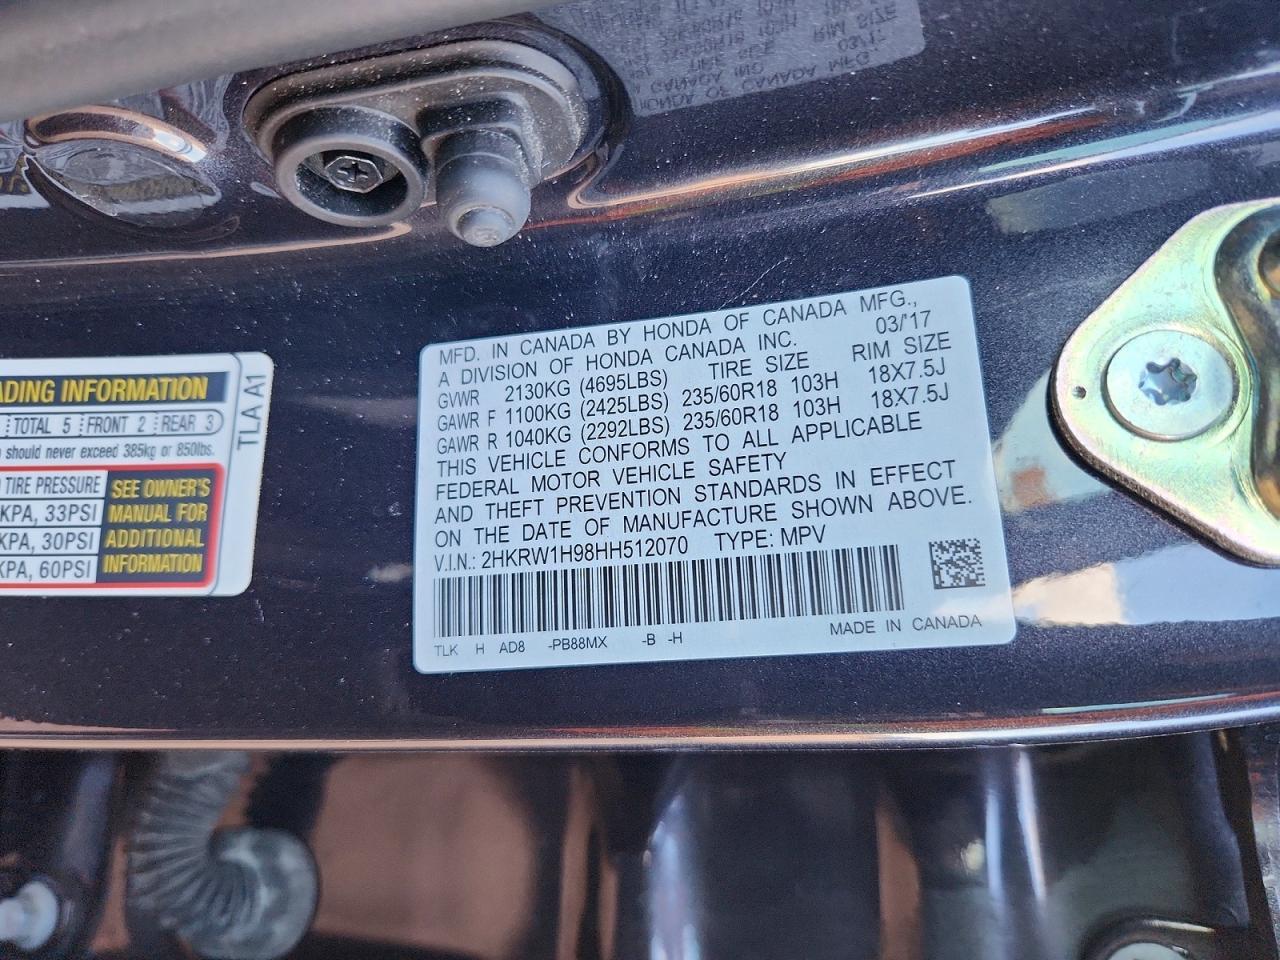 ADING INFORMATION
TOTAL 5 FRONT 2 REAR 3
should never exceed 385kg or 850lbs.
TIRE PRESSURE
KPA, 33PSI
KPA, 30PSI
KPA, 60PSI
SEE OWNER'S
MANUAL FOR
ADDITIONAL
INFORMATION
TLA A1
MFD. IN CANADA BY HONDA OF CANADA MFG.,
A DIVISION OF HONDA CANADA INC. 03/'17
GVWR 2130KG (4695LBS) TIRE SIZE RIM SIZE
GAWR F 1100KG (2425LBS) 235/60R18 103H 18X7.5J
GAWR R 1040KG (2292LBS) 235/60R18 103H 18X7.5J
THIS VEHICLE CONFORMS TO ALL APPLICABLE
FEDERAL MOTOR VEHICLE SAFETY
AND THEFT PREVENTION STANDARDS IN EFFECT
ON THE DATE OF MANUFACTURE SHOWN ABOVE.
V.I.N.: 2HKRW1H98HH512070 TYPE: MPV
TLK H AD8 -PB88MX -B -H MADE IN CANADA